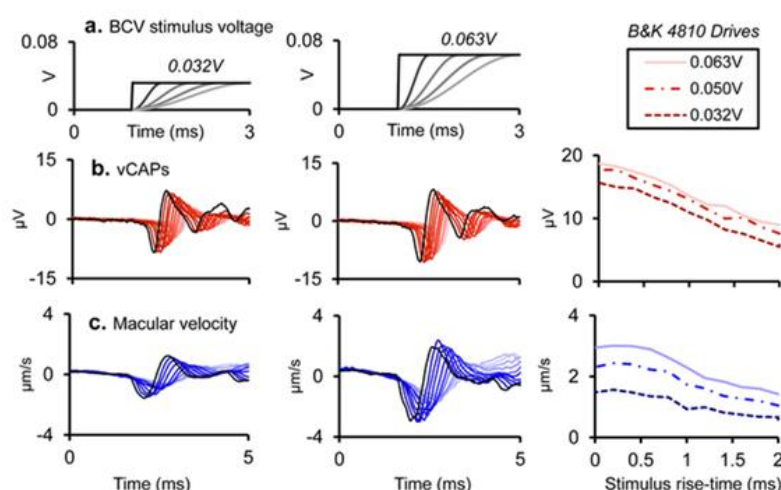 a. BCV stimulus voltage
B&K 4810 Drives
0.08
0.032V
V
0
0
Time (ms)
3
0.08
0.063V
V
0
0
Time (ms)
3
0.063V
0.050V
0.032V
b. vCAPs
15
µV
0
-15
15
µV
0
-15
20
µV
10
0
c. Macular velocity
4
µm/s
0
-4
0
Time (ms)
5
4
µm/s
0
-4
0
Time (ms)
5
4
µm/s
2
0
0 0.5 1 1.5 2
Stimulus rise-time (ms)